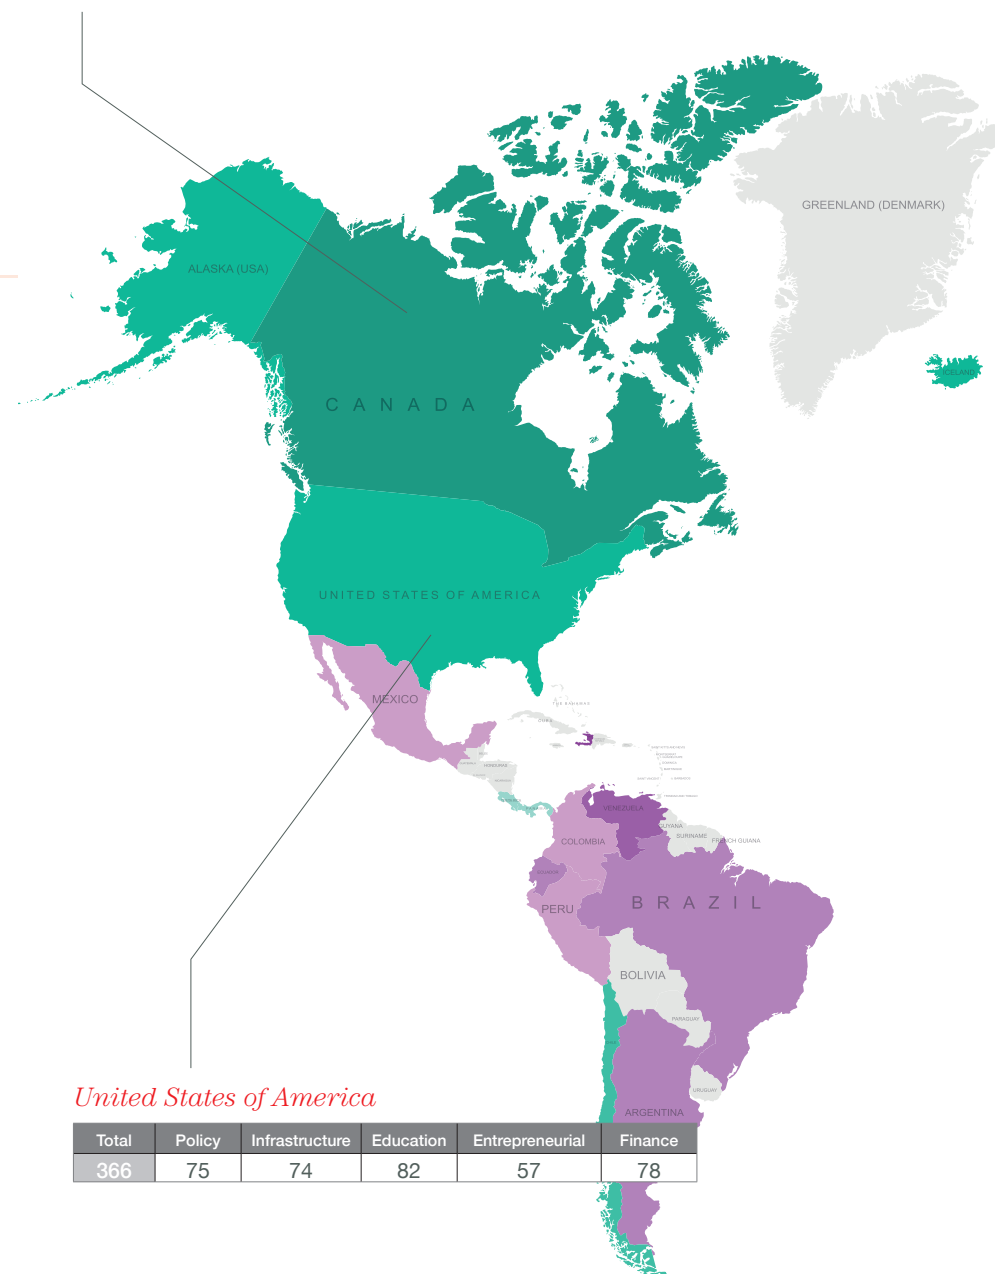 GREENLAND (DENMARK)
ALASKA (USA)
ICELAND
CANADA
UNITED STATES OF AMERICA
MEXICO
THE BAHAMAS
CUBA
HONDURAS
VENEZUELA
GUYANA
SURINAME
FRENCH GUIANA
COLOMBIA
ECUADOR
BRAZIL
PERU
BOLIVIA
PARAGUAY
URUGUAY
ARGENTINA
United States of America
Total Policy Infrastructure Education Entrepreneurial Finance
366 75 74 82 57 78